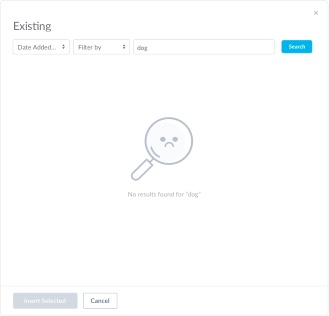 ×
Existing
Date Added... Filter by dog Search
No results found for "dog"
Insert Selected Cancel